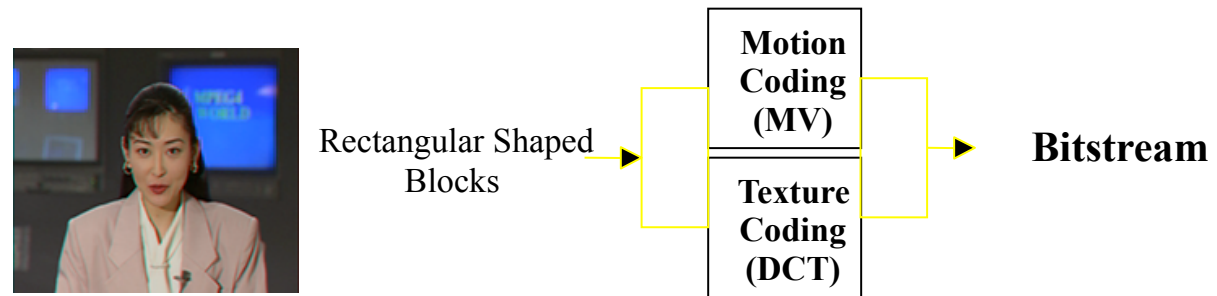 MPEG4
WORLD
Rectangular Shaped
Blocks
Motion
Coding
(MV)
Texture
Coding
(DCT)
Bitstream